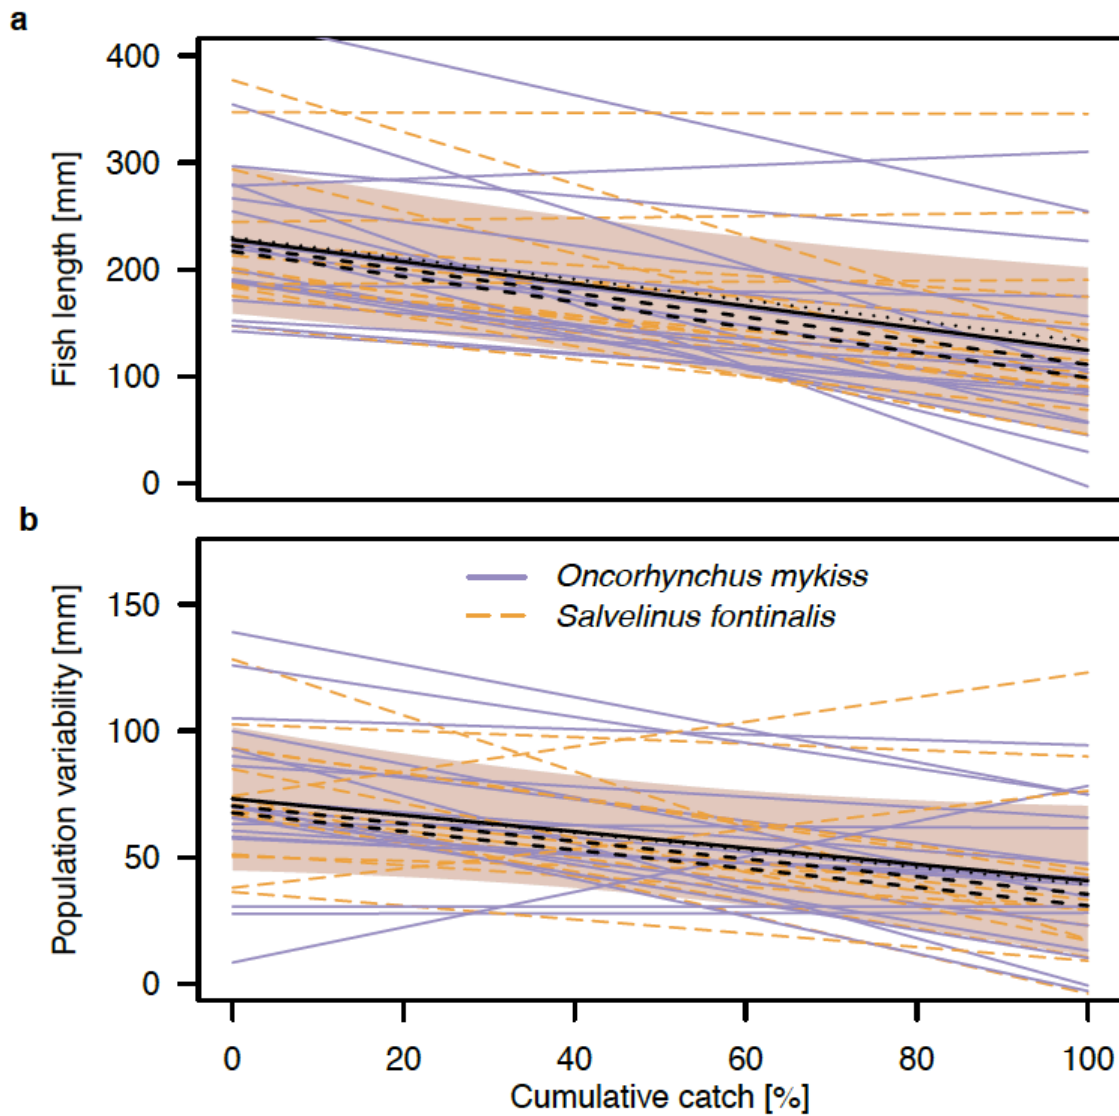 a
400
300
200
100
0
Fish length [mm]
b
Oncorhynchus mykiss
Salvelinus fontinalis
150
100
50
0
Population variability [mm]
0 20 40 60 80 100
Cumulative catch [%]